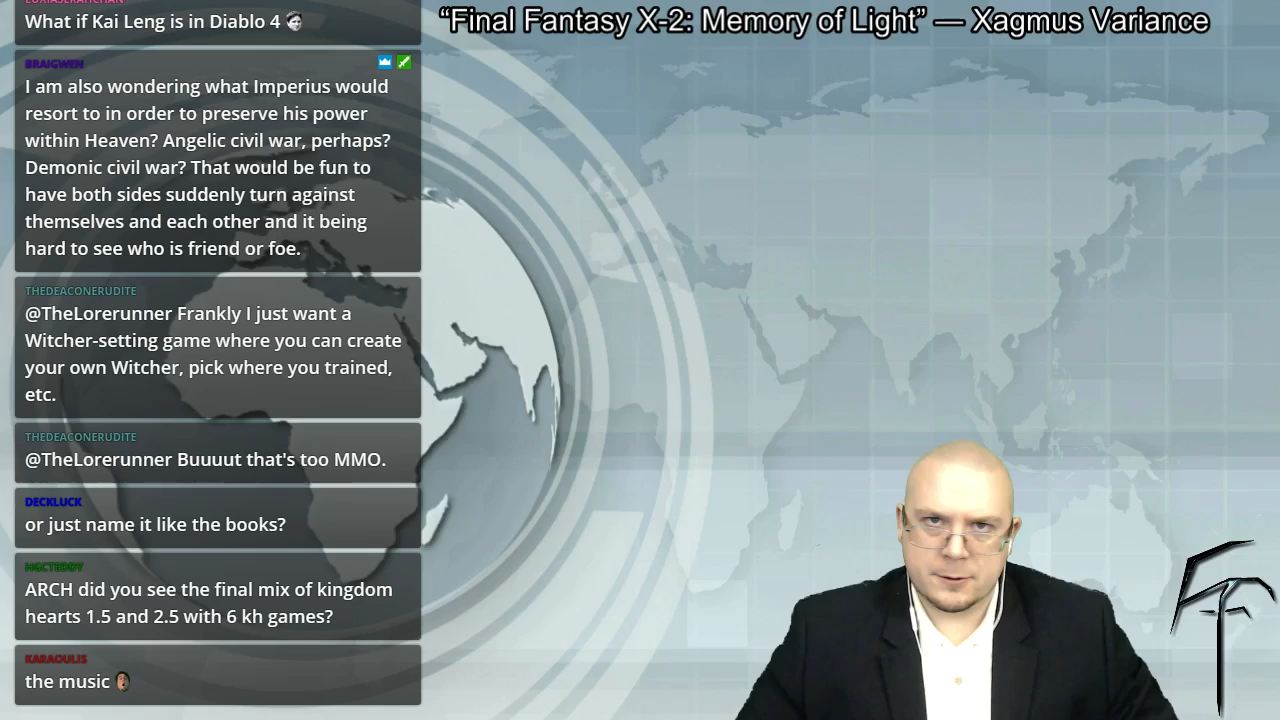 What if Kai Leng is in Diablo 4
“Final Fantasy X-2: Memory of Light” — Xagmus Variance
BRAIGWEN
I am also wondering what Imperius would
resort to in order to preserve his power
within Heaven? Angelic civil war, perhaps?
Demonic civil war? That would be fun to
have both sides suddenly turn against
themselves and each other and it being
hard to see who is friend or foe.
THEDEACONERUDITE
@TheLorerunner Frankly I just want a
Witcher-setting game where you can create
your own Witcher, pick where you trained,
etc.
THEDEACONERUDITE
@TheLorerunner Buuuut that's too MMO.
DECKLUCK
or just name it like the books?
HGCTEDDY
ARCH did you see the final mix of kingdom
hearts 1.5 and 2.5 with 6 kh games?
KARAOULIS
the music